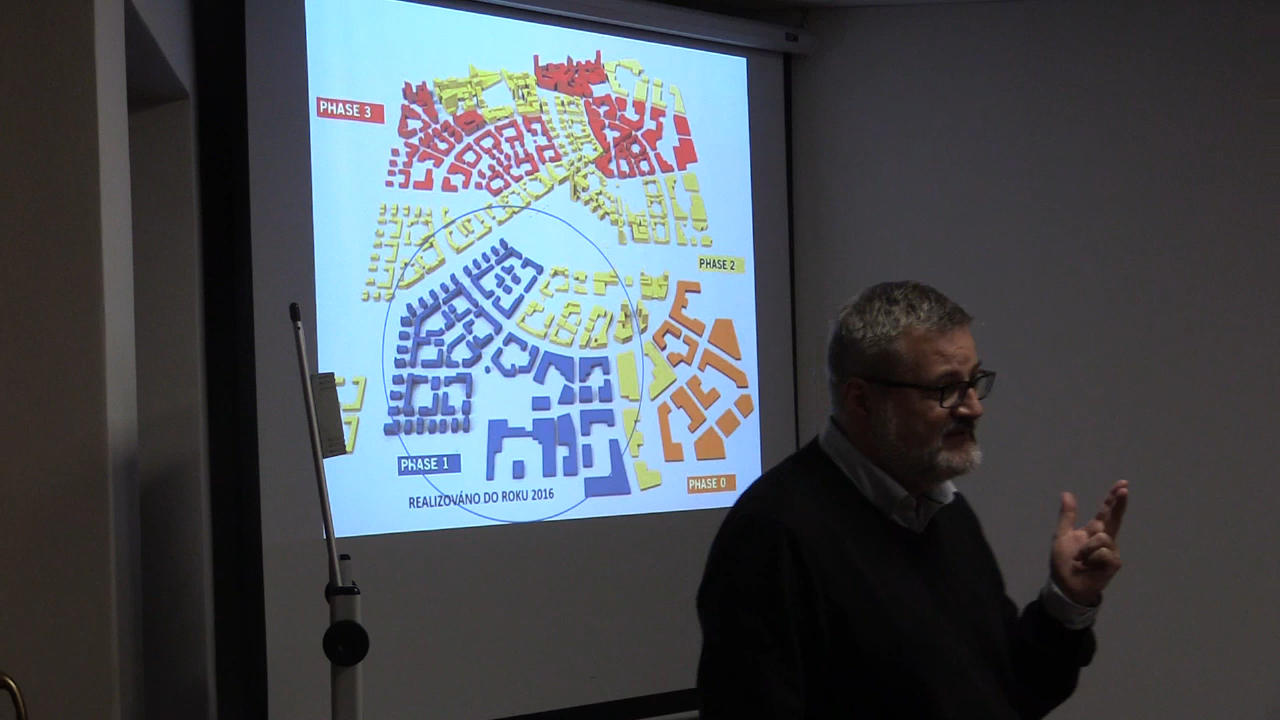 PHASE 3
PHASE 2
PHASE 1
PHASE 0
REALIZOVÁNO DO ROKU 2016